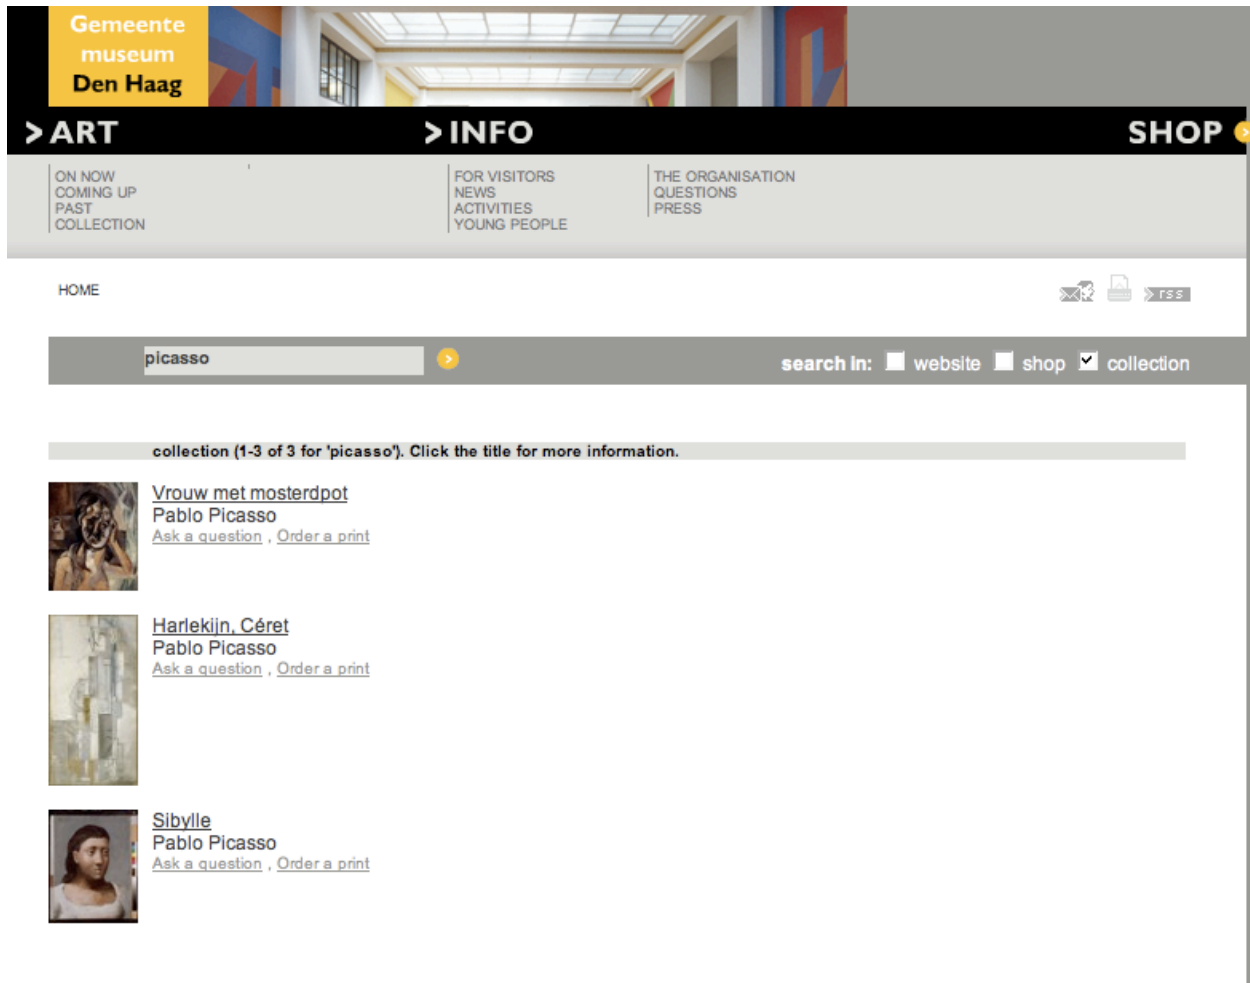 Gemeente
museum
Den Haag
>ART
>INFO
SHOP
ON NOW
COMING UP
PAST
COLLECTION
FOR VISITORS
NEWS
ACTIVITIES
YOUNG PEOPLE
THE ORGANISATION
QUESTIONS
PRESS
HOME
rss
picasso
search in: website shop collection
collection (1-3 of 3 for 'picasso'). Click the title for more information.
Vrouw met mosterdpot
Pablo Picasso
Ask a question , Order a print
Harlekijn, Céret
Pablo Picasso
Ask a question , Order a print
Sibylle
Pablo Picasso
Ask a question , Order a print